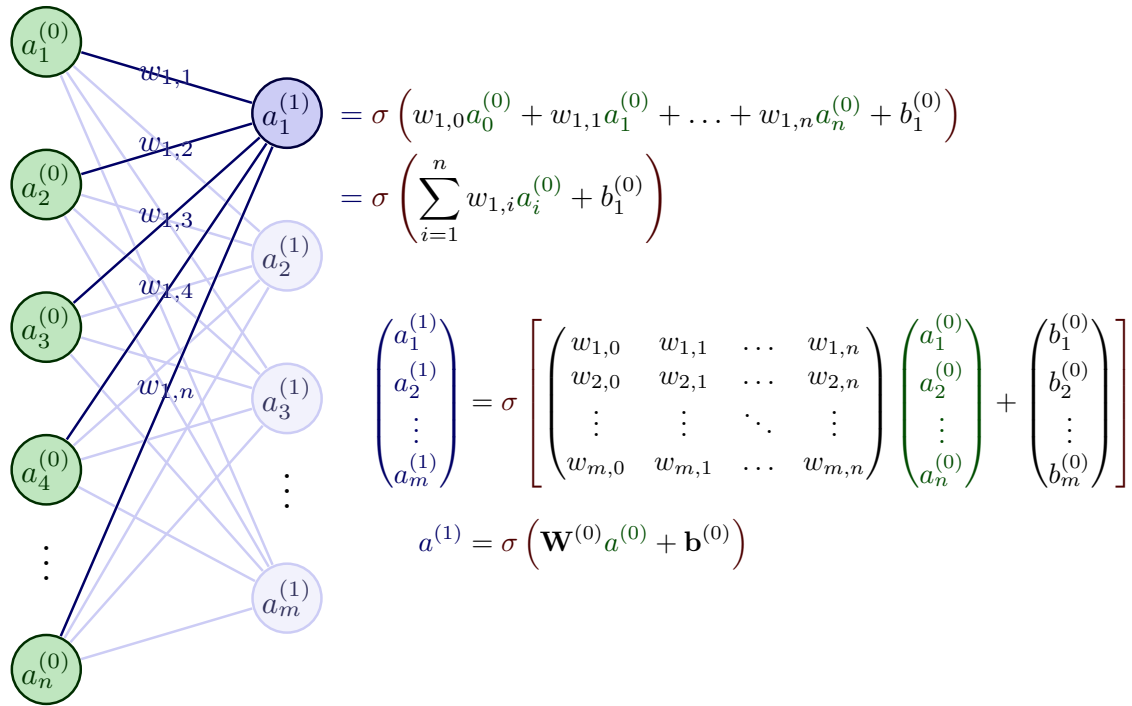 a_1^{(0)}
w_{1,1}
a_1^{(1)} = σ ( w_{1,0} a_0^{(0)} + w_{1,1} a_1^{(0)} + … + w_{1,n} a_n^{(0)} + b_1^{(0)} )
w_{1,2}
a_2^{(0)}
= σ ( ∑_{i=1}^{n} w_{1,i} a_i^{(0)} + b_1^{(0)} )
w_{1,3}
a_2^{(1)}
w_{1,4}
a_3^{(0)}
w_{1,n}
a_3^{(1)}
a_4^{(0)}
⋮
⋮
a_m^{(1)}
a_n^{(0)}
a_1^{(1)} w_{1,0} w_{1,1} … w_{1,n} a_1^{(0)} b_1^{(0)}
a_2^{(1)} = σ [ w_{2,0} w_{2,1} … w_{2,n} a_2^{(0)} + b_2^{(0)} ]
⋮ ⋮ ⋮ ⋱ ⋮ ⋮ ⋮
a_m^{(1)} w_{m,0} w_{m,1} … w_{m,n} a_n^{(0)} b_m^{(0)}
a^{(1)} = σ ( W^{(0)} a^{(0)} + b^{(0)} )